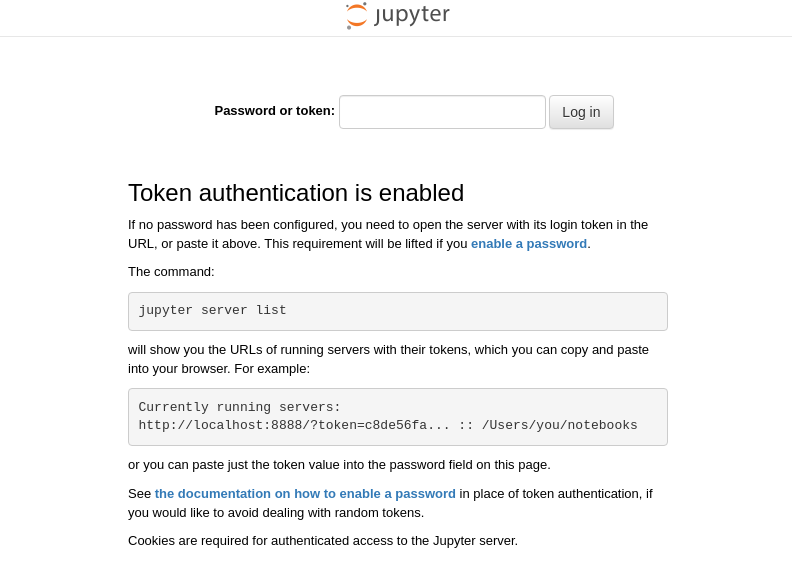 jupyter
Password or token:
Log in
Token authentication is enabled
If no password has been configured, you need to open the server with its login token in the
URL, or paste it above. This requirement will be lifted if you enable a password.
The command:
jupyter server list
will show you the URLs of running servers with their tokens, which you can copy and paste
into your browser. For example:
Currently running servers:
http://localhost:8888/?token=c8de56fa... :: /Users/you/notebooks
or you can paste just the token value into the password field on this page.
See the documentation on how to enable a password in place of token authentication, if
you would like to avoid dealing with random tokens.
Cookies are required for authenticated access to the Jupyter server.